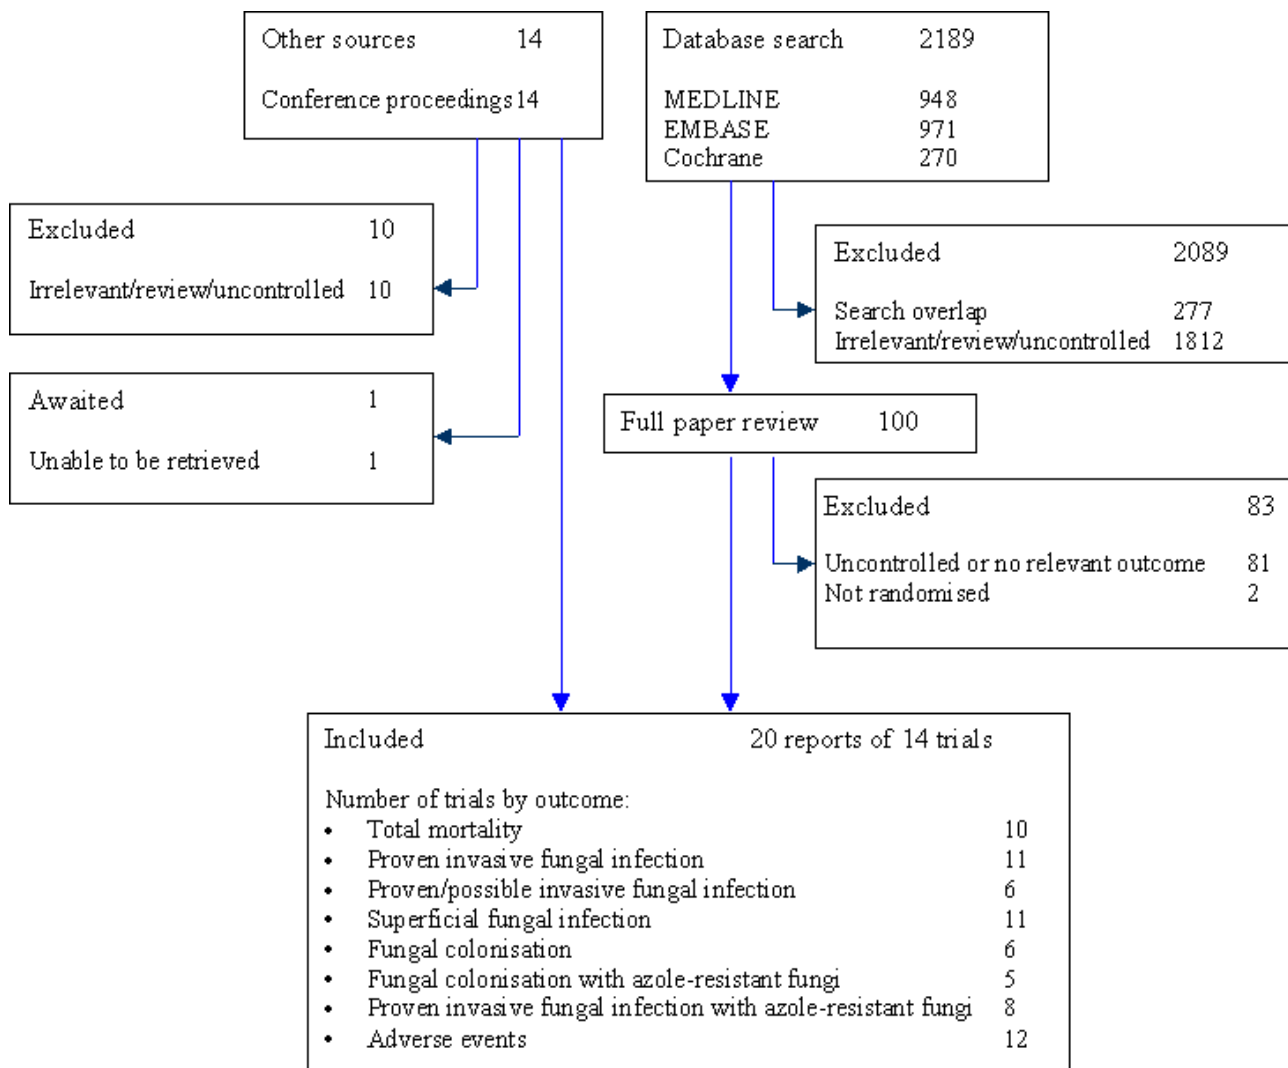 Other sources 14
Conference proceedings 14
Database search 2189
MEDLINE 948
EMBASE 971
Cochrane 270
Excluded 10
Irrelevant/review/uncontrolled 10
Excluded 2089
Search overlap 277
Irrelevant/review/uncontrolled 1812
Awaited 1
Unable to be retrieved 1
Full paper review 100
Excluded 83
Uncontrolled or no relevant outcome 81
Not randomised 2
Included 20 reports of 14 trials
Number of trials by outcome:
• Total mortality 10
• Proven invasive fungal infection 11
• Proven/possible invasive fungal infection 6
• Superficial fungal infection 11
• Fungal colonisation 6
• Fungal colonisation with azole-resistant fungi 5
• Proven invasive fungal infection with azole-resistant fungi 8
• Adverse events 12